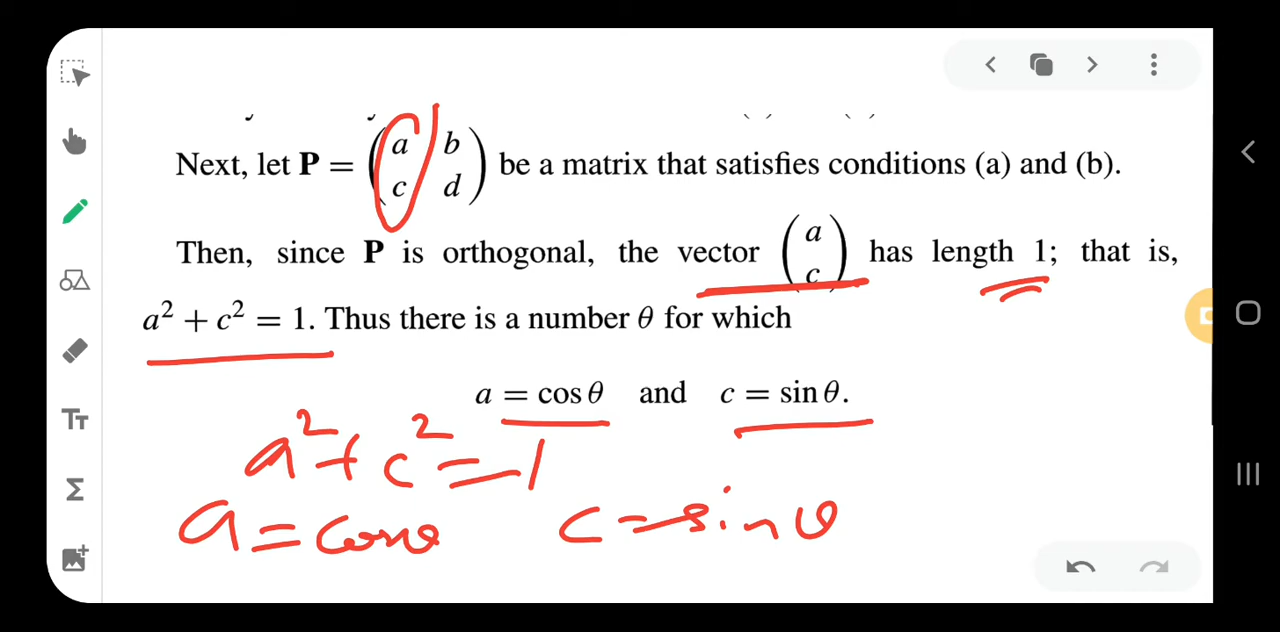 Next, let P = ( a b ) be a matrix that satisfies conditions (a) and (b).
( c d )
Then, since P is orthogonal, the vector ( a ) has length 1; that is,
( c )
a² + c² = 1. Thus there is a number θ for which
a = cos θ and c = sin θ.
a² + c² = 1
a = cosθ c = sinθ
Tт
Σ